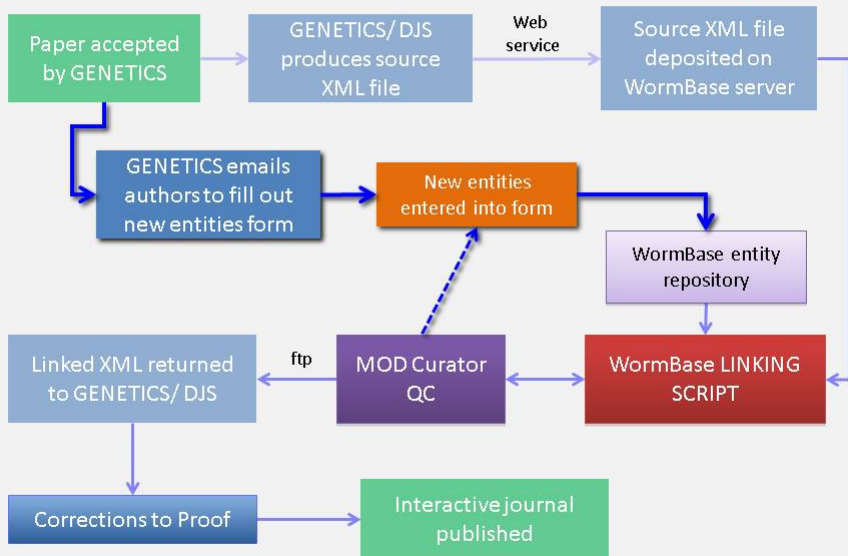 Paper accepted
by GENETICS
GENETICS/DJS
produces source
XML file
Web
service
Source XML file
deposited on
WormBase server
GENETICS emails
authors to fill out
new entities form
New entities
entered into form
WormBase entity
repository
Linked XML returned
to GENETICS/DJS
ftp
MOD Curator
QC
WormBase LINKING
SCRIPT
Corrections to Proof
Interactive journal
published